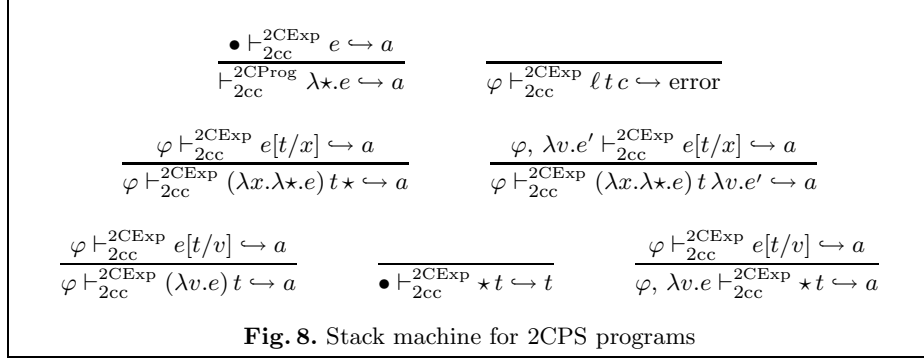 • ⊢_{2cc}^{2CExp} e ↪ a
⊢_{2cc}^{2CProg} λ⋆.e ↪ a    φ ⊢_{2cc}^{2CExp} ℓ t c ↪ error
φ ⊢_{2cc}^{2CExp} e[t/x] ↪ a    φ, λv.e′ ⊢_{2cc}^{2CExp} e[t/x] ↪ a
φ ⊢_{2cc}^{2CExp} (λx.λ⋆.e) t ⋆ ↪ a    φ ⊢_{2cc}^{2CExp} (λx.λ⋆.e) t λv.e′ ↪ a
φ ⊢_{2cc}^{2CExp} e[t/v] ↪ a    φ ⊢_{2cc}^{2CExp} e[t/v] ↪ a
φ ⊢_{2cc}^{2CExp} (λv.e) t ↪ a    • ⊢_{2cc}^{2CExp} ⋆ t ↪ t    φ, λv.e ⊢_{2cc}^{2CExp} ⋆ t ↪ a
Fig. 8. Stack machine for 2CPS programs